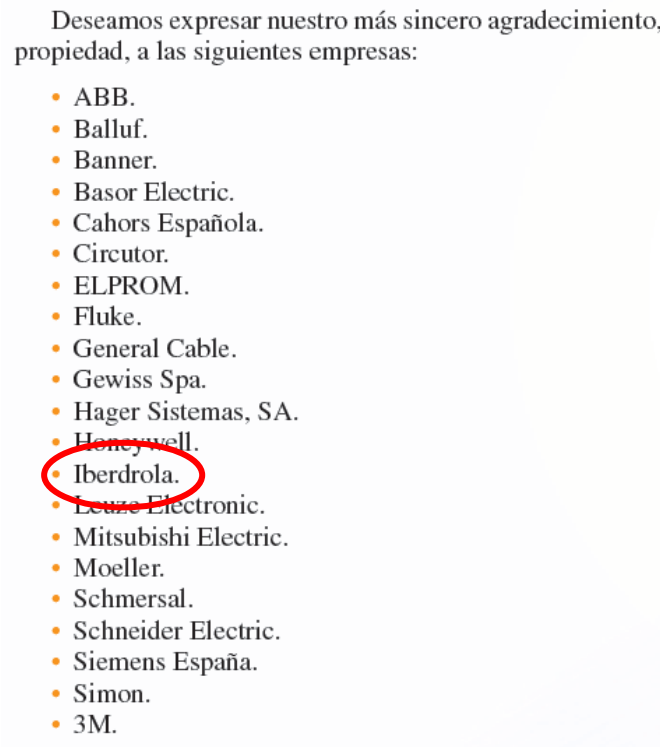 Deseamos expresar nuestro más sincero agradecimiento,
propiedad, a las siguientes empresas:
• ABB.
• Balluf.
• Banner.
• Basor Electric.
• Cahors Española.
• Circutor.
• ELPROM.
• Fluke.
• General Cable.
• Gewiss Spa.
• Hager Sistemas, SA.
• Honeywell.
• Iberdrola.
• Leuze Electronic.
• Mitsubishi Electric.
• Moeller.
• Schmersal.
• Schneider Electric.
• Siemens España.
• Simon.
• 3M.